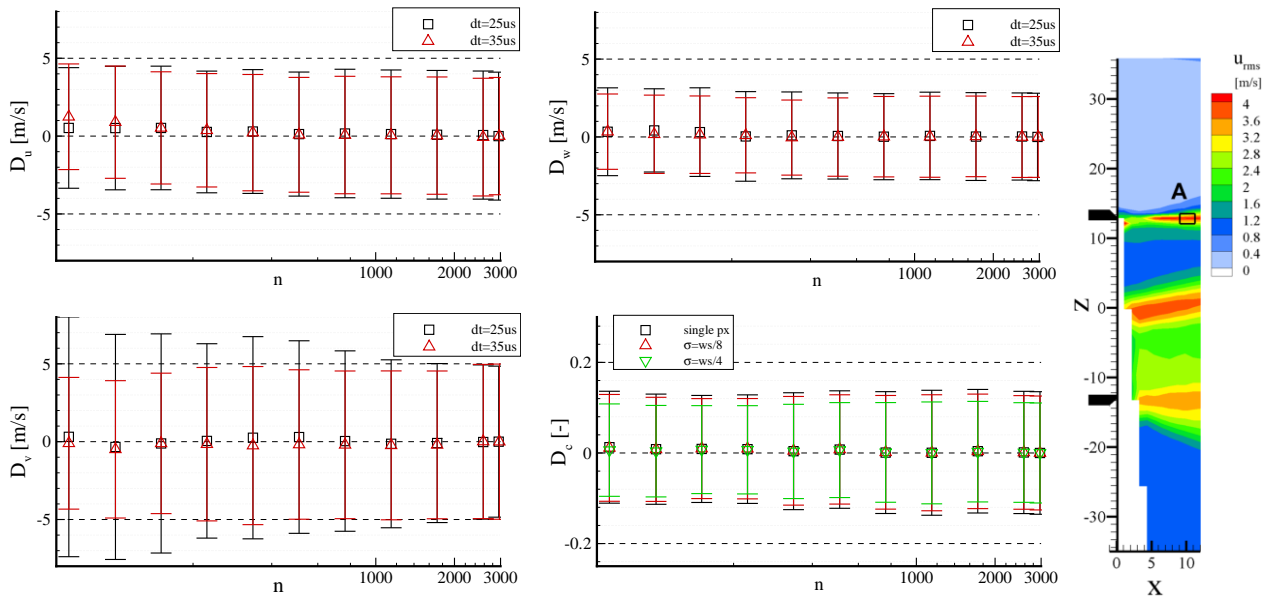 dt=25us
dt=35us
5
0
-5
D_u [m/s]
1000
2000
3000
n
dt=25us
dt=35us
5
0
-5
D_w [m/s]
1000
2000
3000
n
dt=25us
dt=35us
5
0
-5
D_v [m/s]
1000
2000
3000
n
single px
σ=ws/8
σ=ws/4
0.2
0
-0.2
D_c [-]
1000
2000
3000
n
u_rms
[m/s]
4
3.6
3.2
2.8
2.4
2
1.6
1.2
0.8
0.4
0
A
30
20
10
0
-10
-20
-30
Z
0
5
10
X